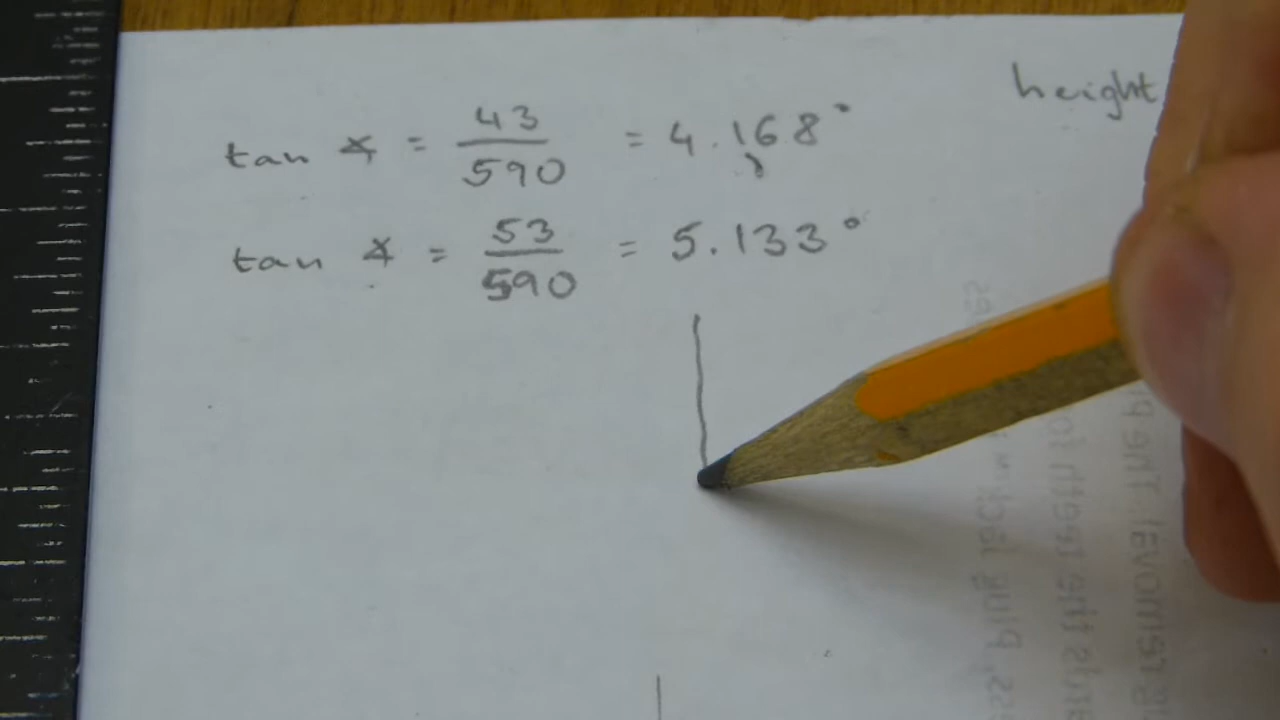 height
tan ∡ = 43/590 = 4.168°
tan ∡ = 53/590 = 5.133°